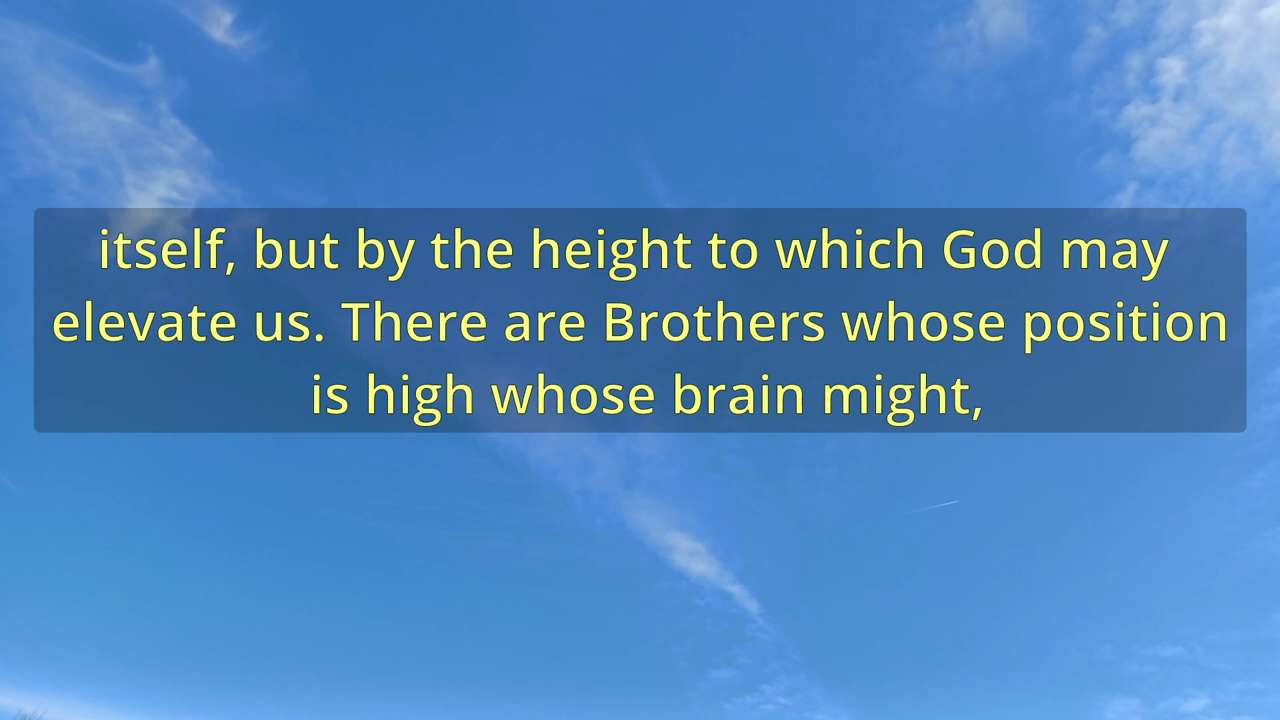 itself, but by the height to which God may
elevate us. There are Brothers whose position
is high whose brain might,